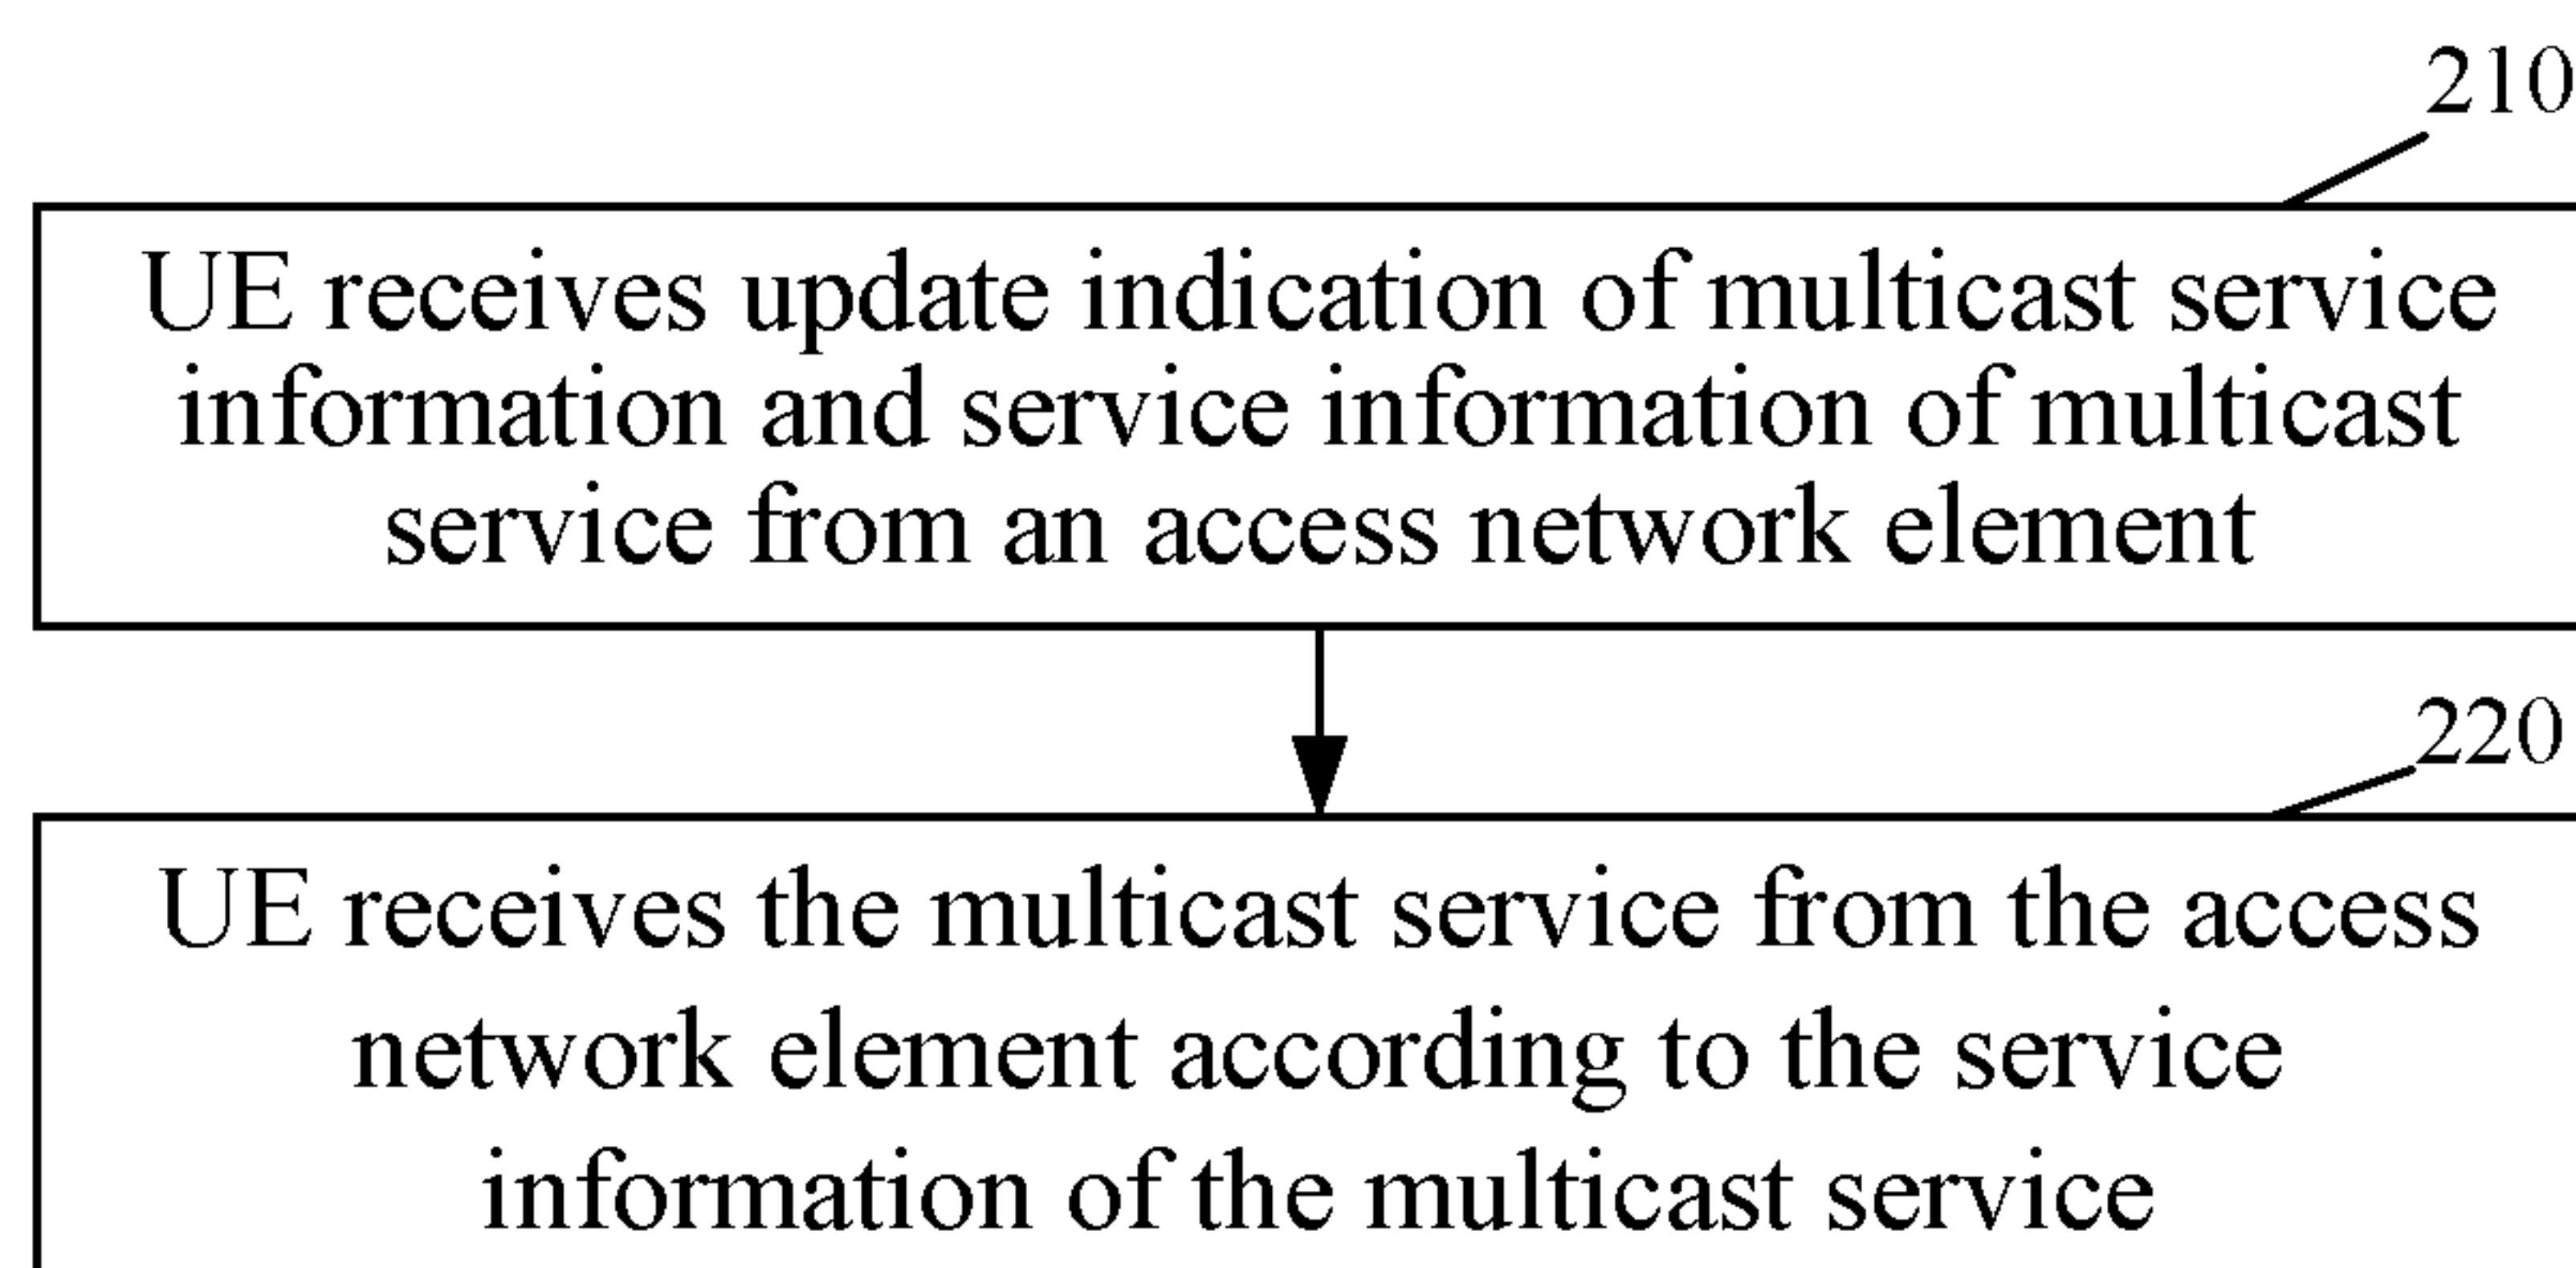 210
UE receives update indication of multicast service
information and service information of multicast
service from an access network element
220
UE receives the multicast service from the access
network element according to the service
information of the multicast service